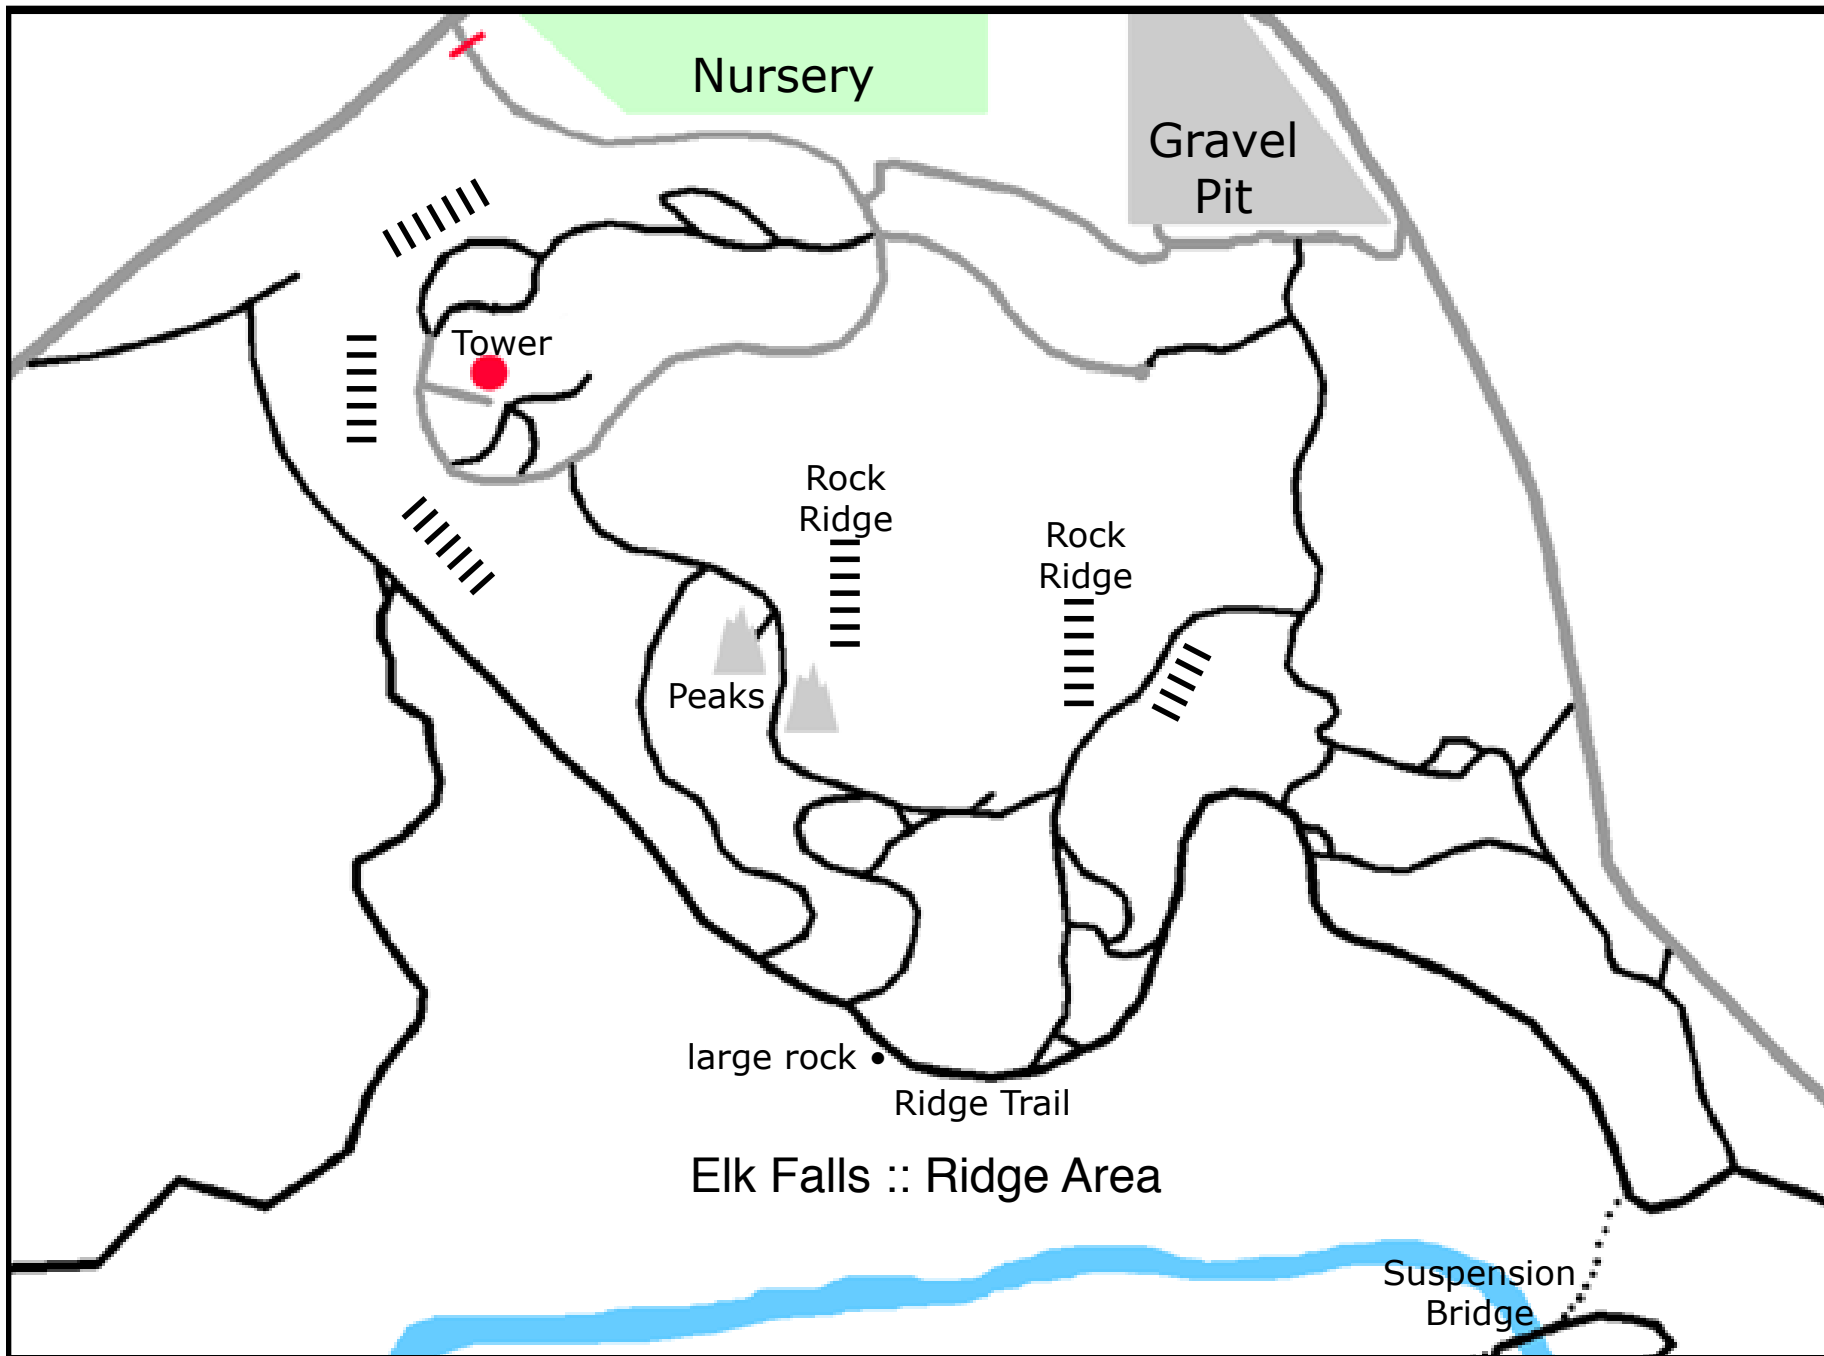 Nursery
Gravel
Pit
Tower
Rock
Ridge
Rock
Ridge
Peaks
large rock
Ridge Trail
Elk Falls :: Ridge Area
Suspension
Bridge